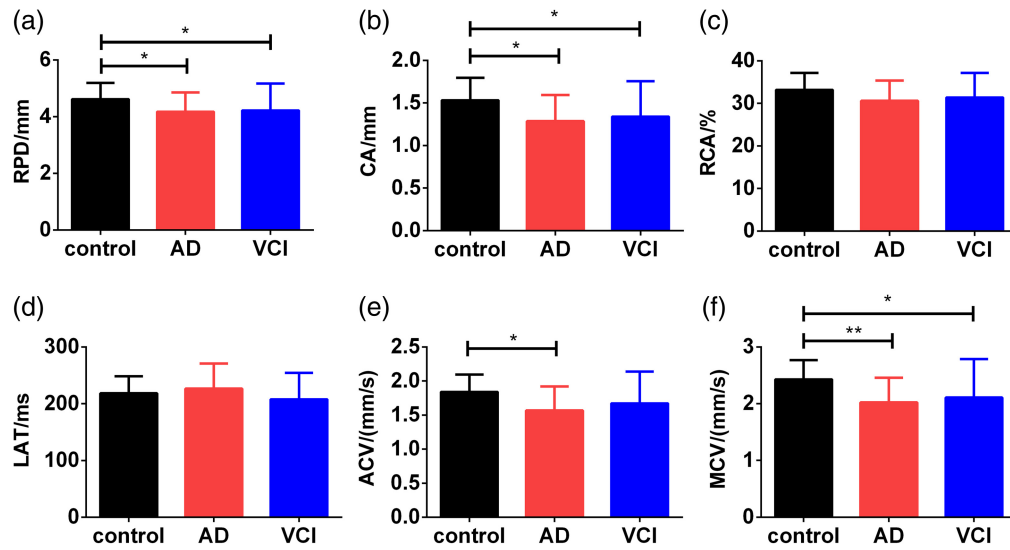 (a)
*
*
RPD/mm
6
4
2
0
control AD VCI
(b)
*
*
CA/mm
2.0
1.5
1.0
0.5
0.0
control AD VCI
(c)
RCA/%
40
30
20
10
0
control AD VCI
(d)
LAT/ms
300
200
100
0
control AD VCI
(e)
*
ACV/(mm/s)
2.5
2.0
1.5
1.0
0.5
0.0
control AD VCI
(f)
*
**
MCV/(mm/s)
3
2
1
0
control AD VCI